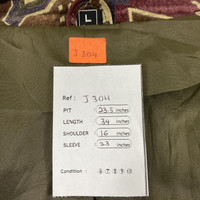 L
J 304
Ref : J 304
PIT 23.5 inches
LENGTH 34 inches
SHOULDER 16 inches
SLEEVE 23 inches
Condition : 6 7 8 9 10